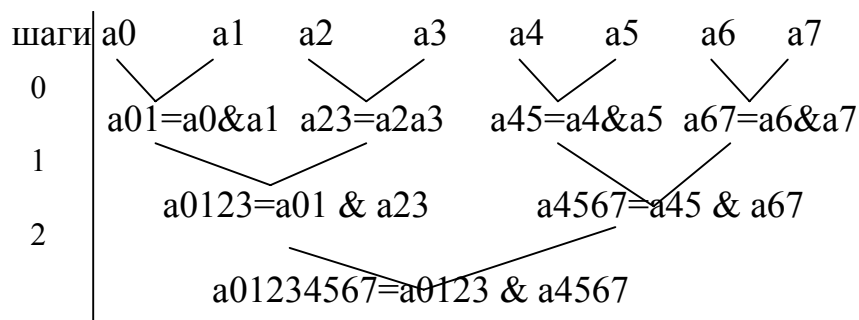 шаги a0 a1 a2 a3 a4 a5 a6 a7
0
a01=a0&a1 a23=a2a3 a45=a4&a5 a67=a6&a7
1
a0123=a01 & a23 a4567=a45 & a67
2
a01234567=a0123 & a4567